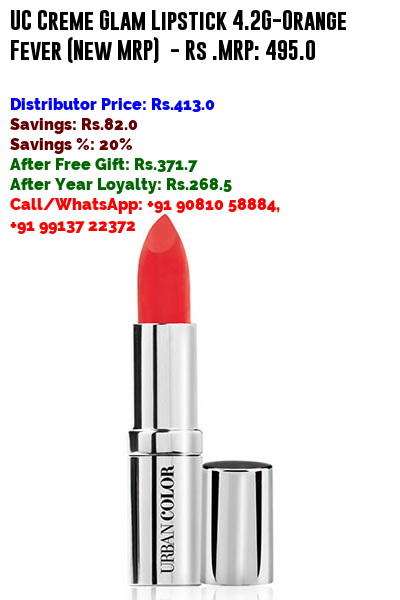 UC Creme Glam Lipstick 4.2G-Orange
Fever (New MRP)  - Rs .MRP: 495.0
Distributor Price: Rs.413.0
Savings: Rs.82.0
Savings %: 20%
After Free Gift: Rs.371.7
After Year Loyalty: Rs.268.5
Call/WhatsApp: +91 90810 58884,
+91 99137 22372
URBAN COLOR